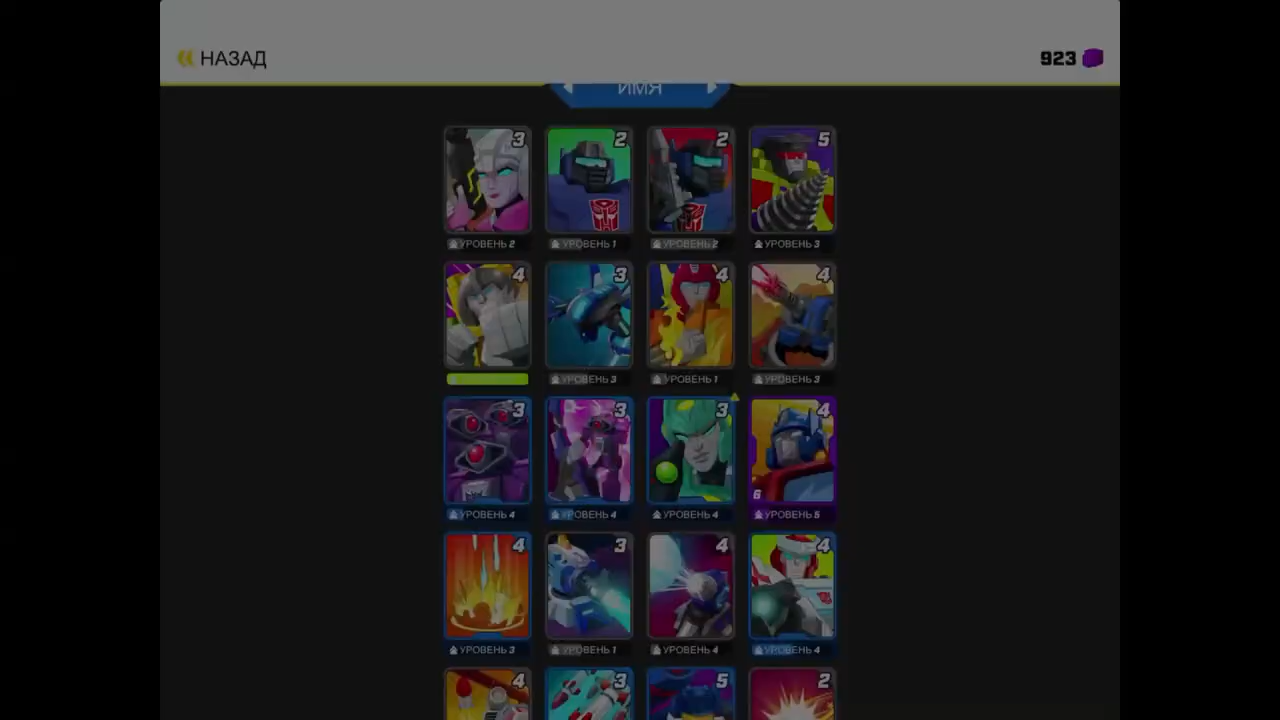 НАЗАД
923
ИМЯ
3 2 2 5
УРОВЕНЬ 2 УРОВЕНЬ 1 УРОВЕНЬ 2 УРОВЕНЬ 3
4 3 4 4
УРОВЕНЬ 3 УРОВЕНЬ 1 УРОВЕНЬ 3
3 3 3 4
6
УРОВЕНЬ 4 УРОВЕНЬ 4 УРОВЕНЬ 4 УРОВЕНЬ 5
4 3 4 4
УРОВЕНЬ 3 УРОВЕНЬ 1 УРОВЕНЬ 4 УРОВЕНЬ 4
4 3 5 2